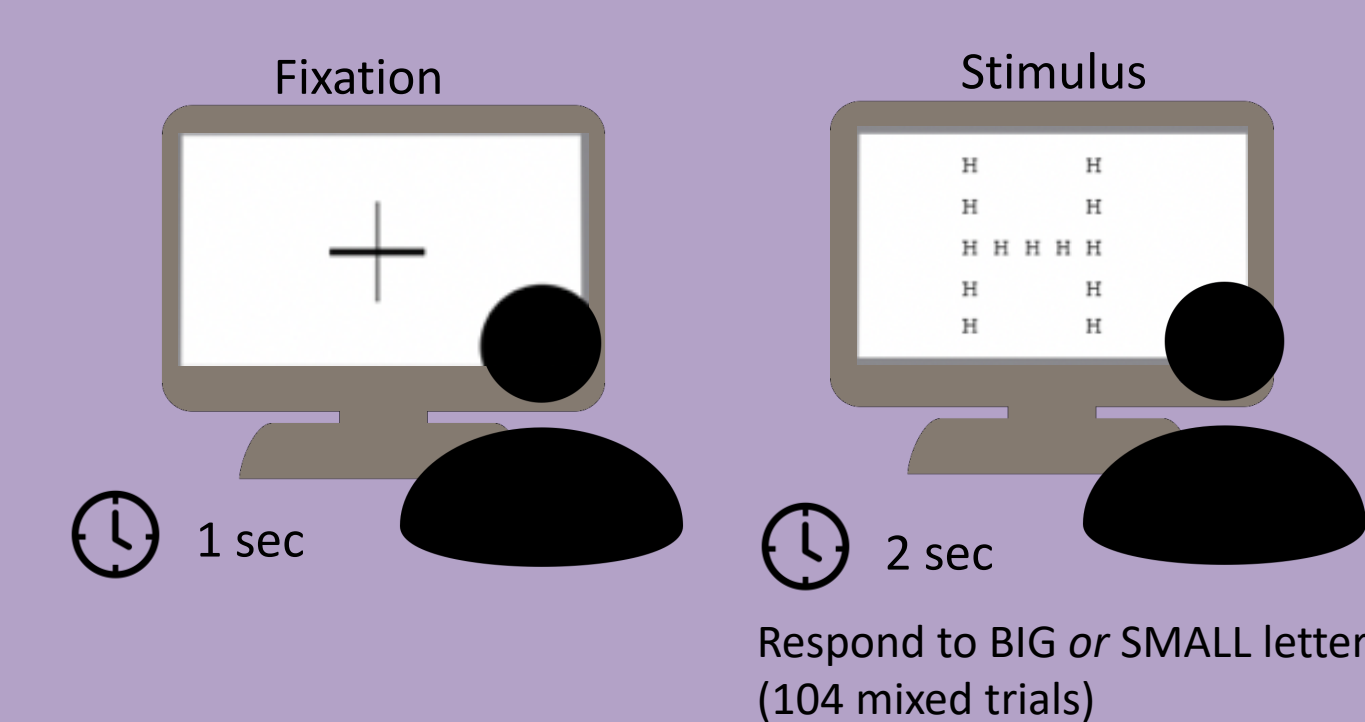 Fixation
Stimulus
H H
H H
H H H H H
H H
H H
1 sec
2 sec
Respond to BIG or SMALL letter
(104 mixed trials)